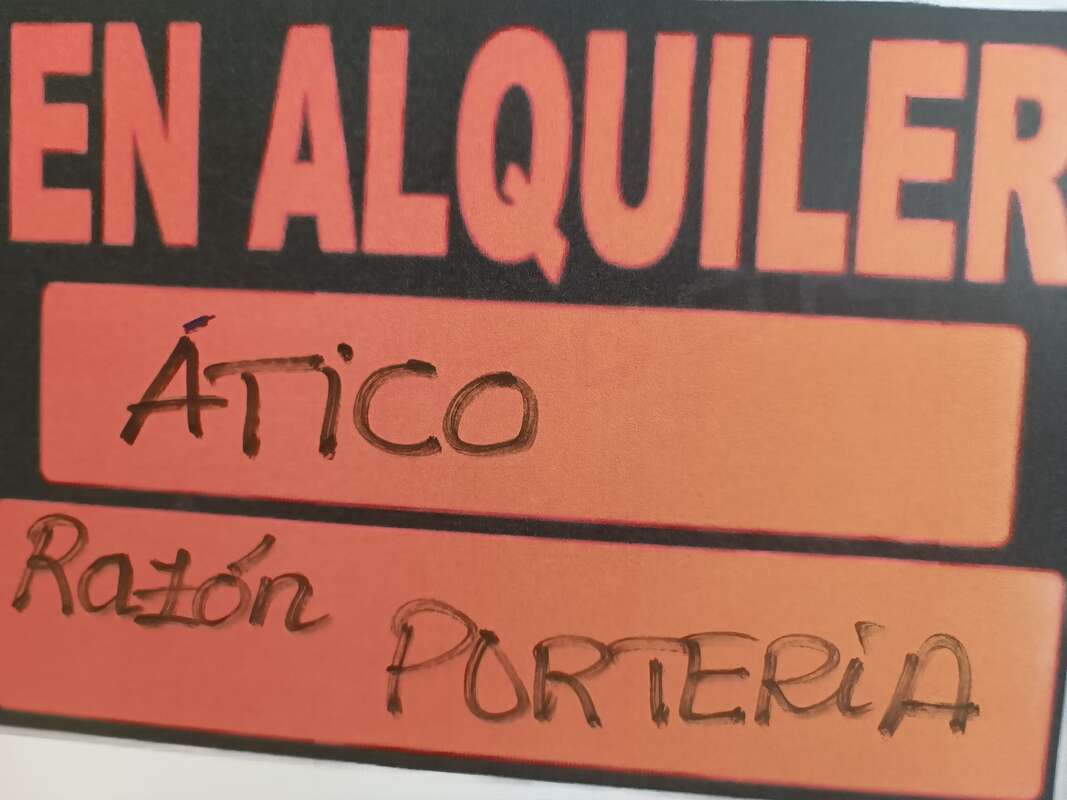 EN ALQUILER
ÁTiCO
Razón
PORTERíA